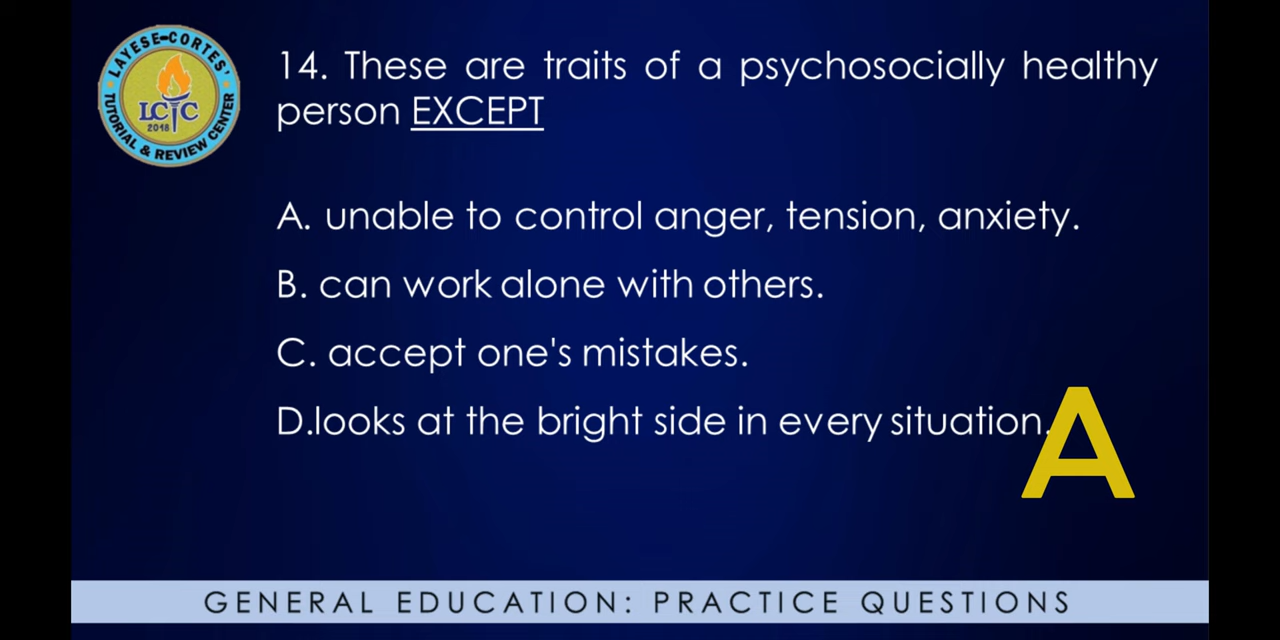 LAYESE-CORTES'
LCTC
2018
TUTORIAL & REVIEW CENTER
14. These are traits of a psychosocially healthy
person EXCEPT
A. unable to control anger, tension, anxiety.
B. can work alone with others.
C. accept one's mistakes.
D.looks at the bright side in every situation.
A
GENERAL EDUCATION: PRACTICE QUESTIONS